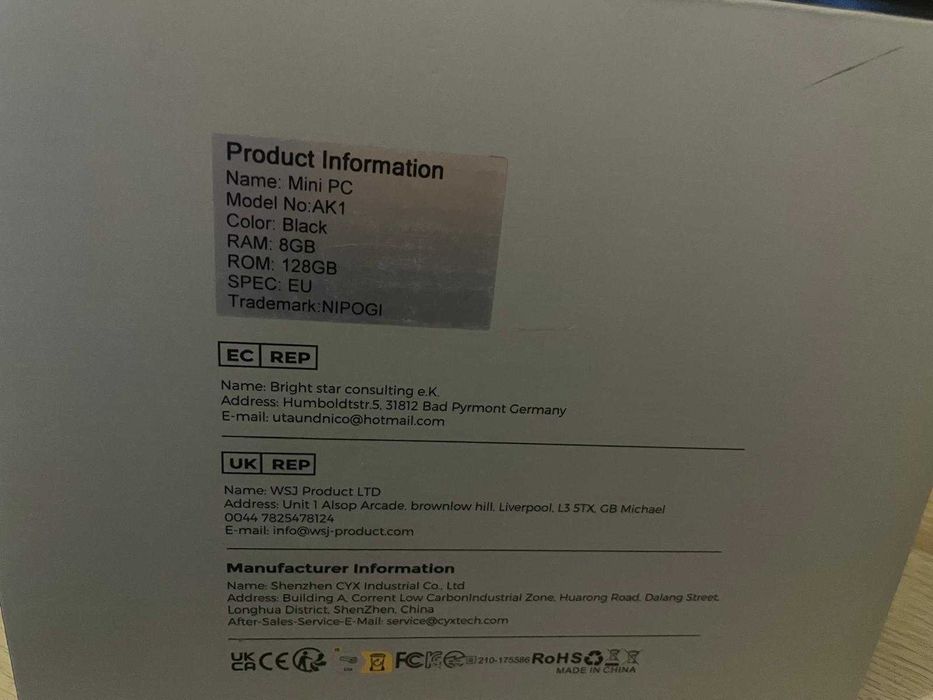 Product Information
Name: Mini PC
Model No:AK1
Color: Black
RAM: 8GB
ROM: 128GB
SPEC: EU
Trademark:NIPOGI
EC REP
Name: Bright star consulting e.K.
Address: Humboldtstr.5, 31812 Bad Pyrmont Germany
E-mail: utaundnico@hotmail.com
UK REP
Name: WSJ Product LTD
Address: Unit 1 Alsop Arcade, brownlow hill, Liverpool, L3 5TX, GB Michael
0044 7825478124
E-mail: info@wsj-product.com
Manufacturer Information
Name: Shenzhen CYX Industrial Co., Ltd
Address: Building A, Corrent Low CarbonIndustrial Zone, Huarong Road, Dalang Street,
Longhua District, ShenZhen, China
After-Sales-Service-E-Mail: service@cyxtech.com
UK CA CE FC 210-175586 RoHS
MADE IN CHINA